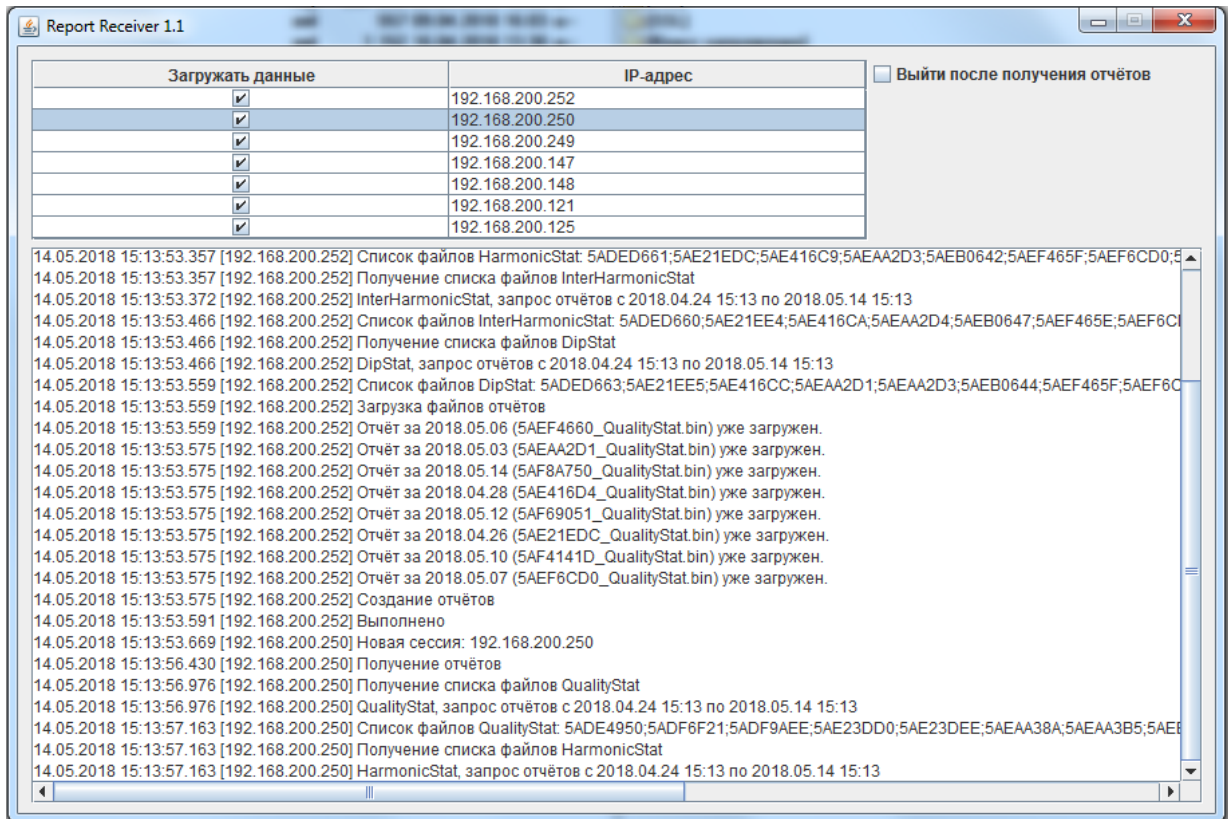 Report Receiver 1.1
Загружать данные
IP-адрес
Выйти после получения отчётов
192.168.200.252
192.168.200.250
192.168.200.249
192.168.200.147
192.168.200.148
192.168.200.121
192.168.200.125
14.05.2018 15:13:53.357 [192.168.200.252] Список файлов HarmonicStat: 5ADED661;5AE21EDC;5AE416C9;5AEAA2D3;5AEB0642;5AEF465F;5AEF6CD0;5
14.05.2018 15:13:53.357 [192.168.200.252] Получение списка файлов InterHarmonicStat
14.05.2018 15:13:53.372 [192.168.200.252] InterHarmonicStat, запрос отчётов с 2018.04.24 15:13 по 2018.05.14 15:13
14.05.2018 15:13:53.466 [192.168.200.252] Список файлов InterHarmonicStat: 5ADED660;5AE21EE4;5AE416CA;5AEAA2D4;5AEB0647;5AEF465E;5AEF6C
14.05.2018 15:13:53.466 [192.168.200.252] Получение списка файлов DipStat
14.05.2018 15:13:53.466 [192.168.200.252] DipStat, запрос отчётов с 2018.04.24 15:13 по 2018.05.14 15:13
14.05.2018 15:13:53.559 [192.168.200.252] Список файлов DipStat: 5ADED663;5AE21EE5;5AE416CC;5AEAA2D1;5AEAA2D3;5AEB0644;5AEF465F;5AEF6C
14.05.2018 15:13:53.559 [192.168.200.252] Загрузка файлов отчётов
14.05.2018 15:13:53.559 [192.168.200.252] Отчёт за 2018.05.06 (5AEF4660_QualityStat.bin) уже загружен.
14.05.2018 15:13:53.575 [192.168.200.252] Отчёт за 2018.05.03 (5AEAA2D1_QualityStat.bin) уже загружен.
14.05.2018 15:13:53.575 [192.168.200.252] Отчёт за 2018.05.14 (5AF8A750_QualityStat.bin) уже загружен.
14.05.2018 15:13:53.575 [192.168.200.252] Отчёт за 2018.04.28 (5AE416D4_QualityStat.bin) уже загружен.
14.05.2018 15:13:53.575 [192.168.200.252] Отчёт за 2018.05.12 (5AF69051_QualityStat.bin) уже загружен.
14.05.2018 15:13:53.575 [192.168.200.252] Отчёт за 2018.04.26 (5AE21EDC_QualityStat.bin) уже загружен.
14.05.2018 15:13:53.575 [192.168.200.252] Отчёт за 2018.05.10 (5AF4141D_QualityStat.bin) уже загружен.
14.05.2018 15:13:53.575 [192.168.200.252] Отчёт за 2018.05.07 (5AEF6CD0_QualityStat.bin) уже загружен.
14.05.2018 15:13:53.575 [192.168.200.252] Создание отчётов
14.05.2018 15:13:53.591 [192.168.200.252] Выполнено
14.05.2018 15:13:53.669 [192.168.200.250] Новая сессия: 192.168.200.250
14.05.2018 15:13:56.430 [192.168.200.250] Получение отчётов
14.05.2018 15:13:56.976 [192.168.200.250] Получение списка файлов QualityStat
14.05.2018 15:13:56.976 [192.168.200.250] QualityStat, запрос отчётов с 2018.04.24 15:13 по 2018.05.14 15:13
14.05.2018 15:13:57.163 [192.168.200.250] Список файлов QualityStat: 5ADE4950;5ADF6F21;5ADF9AEE;5AE23DD0;5AE23DEE;5AEAA38A;5AEAA3B5;5AE
14.05.2018 15:13:57.163 [192.168.200.250] Получение списка файлов HarmonicStat
14.05.2018 15:13:57.163 [192.168.200.250] HarmonicStat, запрос отчётов с 2018.04.24 15:13 по 2018.05.14 15:13